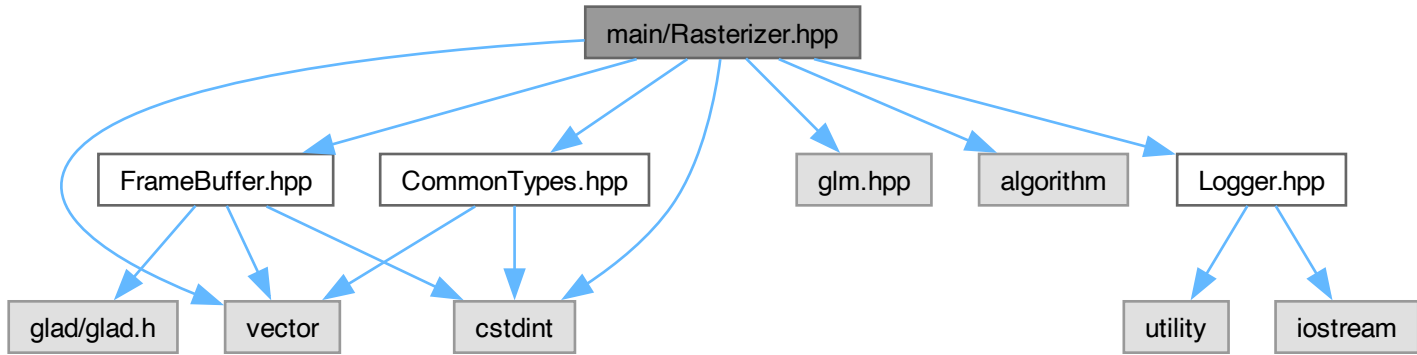 main/Rasterizer.hpp
FrameBuffer.hpp
CommonTypes.hpp
glm.hpp
algorithm
Logger.hpp
glad/glad.h
vector
cstdint
utility
iostream